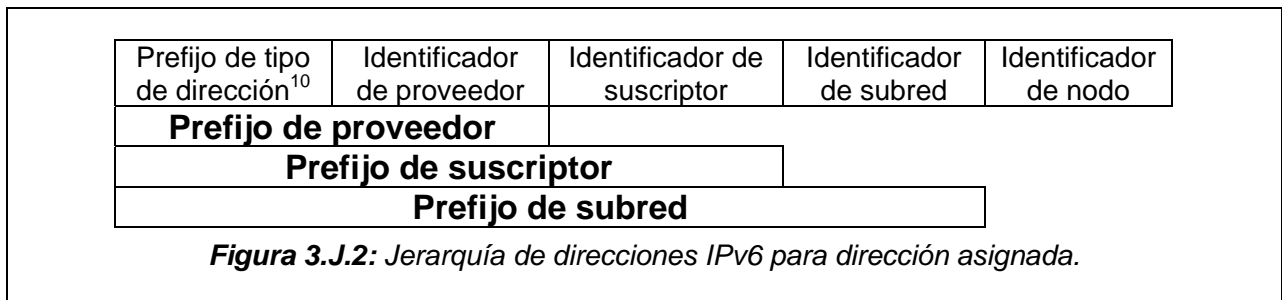 Prefijo de tipo de dirección¹⁰
Identificador de proveedor
Identificador de suscriptor
Identificador de subred
Identificador de nodo
Prefijo de proveedor
Prefijo de suscriptor
Prefijo de subred
Figura 3.J.2: Jerarquía de direcciones IPv6 para dirección asignada.